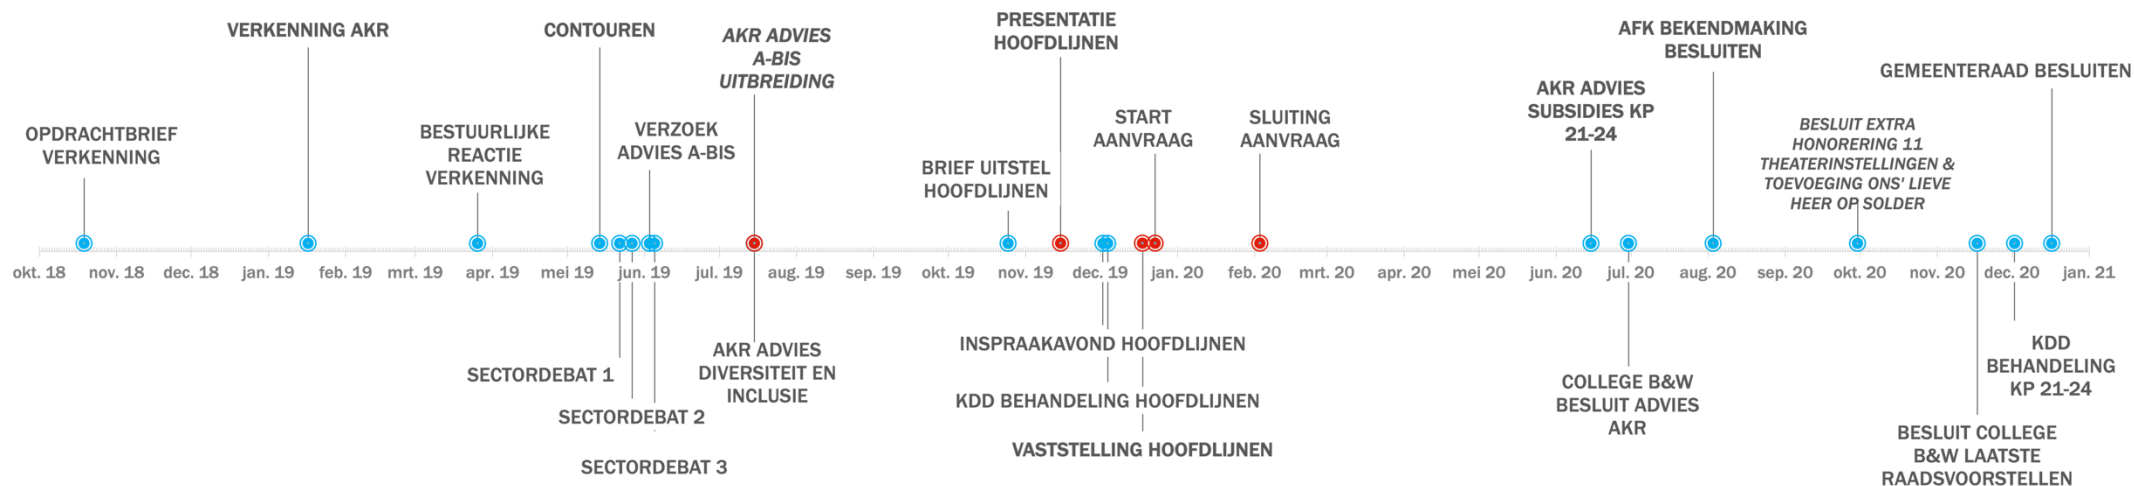 VERKENNING AKR
CONTOUREN
AKR ADVIES
A-BIS
UITBREIDING
PRESENTATIE
HOOFDLIJNEN
AFK BEKENDMAKING
BESLUITEN
GEMEENTERAAD BESLUITEN
OPDRACHTBRIEF
VERKENNING
BESTUURLIJKE
REACTIE
VERKENNING
VERZOEK
ADVIES A-BIS
BRIEF UITSTEL
HOOFDLIJNEN
START
AANVRAAG
SLUITING
AANVRAAG
AKR ADVIES
SUBSIDIES KP
21-24
BESLUIT EXTRA
HONORERING 11
THEATERINSTELLINGEN &
TOEVOEGING ONS' LIEVE
HEER OP SOLDER
okt. 18 nov. 18 dec. 18 jan. 19 feb. 19 mrt. 19 apr. 19 mei 19 jun. 19 jul. 19 aug. 19 sep. 19 okt. 19 nov. 19 dec. 19 jan. 20 feb. 20 mrt. 20 apr. 20 mei 20 jun. 20 jul. 20 aug. 20 sep. 20 okt. 20 nov. 20 dec. 20 jan. 21
SECTORDEBAT 1
SECTORDEBAT 2
SECTORDEBAT 3
AKR ADVIES
DIVERSITEIT EN
INCLUSIE
INSPRAAKAVOND HOOFDLIJNEN
KDD BEHANDELING HOOFDLIJNEN
VASTSTELLING HOOFDLIJNEN
COLLEGE B&W
BESLUIT ADVIES
AKR
BESLUIT COLLEGE
B&W LAATSTE
RAADSVOORSTELLEN
KDD
BEHANDELING
KP 21-24